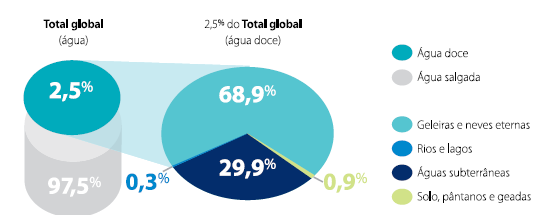 Total global
(água)
2,5% do Total global
(água doce)
2,5%
97,5%
68,9%
29,9%
0,3%
0,9%
Água doce
Água salgada
Geleiras e neves eternas
Rios e lagos
Águas subterrâneas
Solo, pântanos e geadas